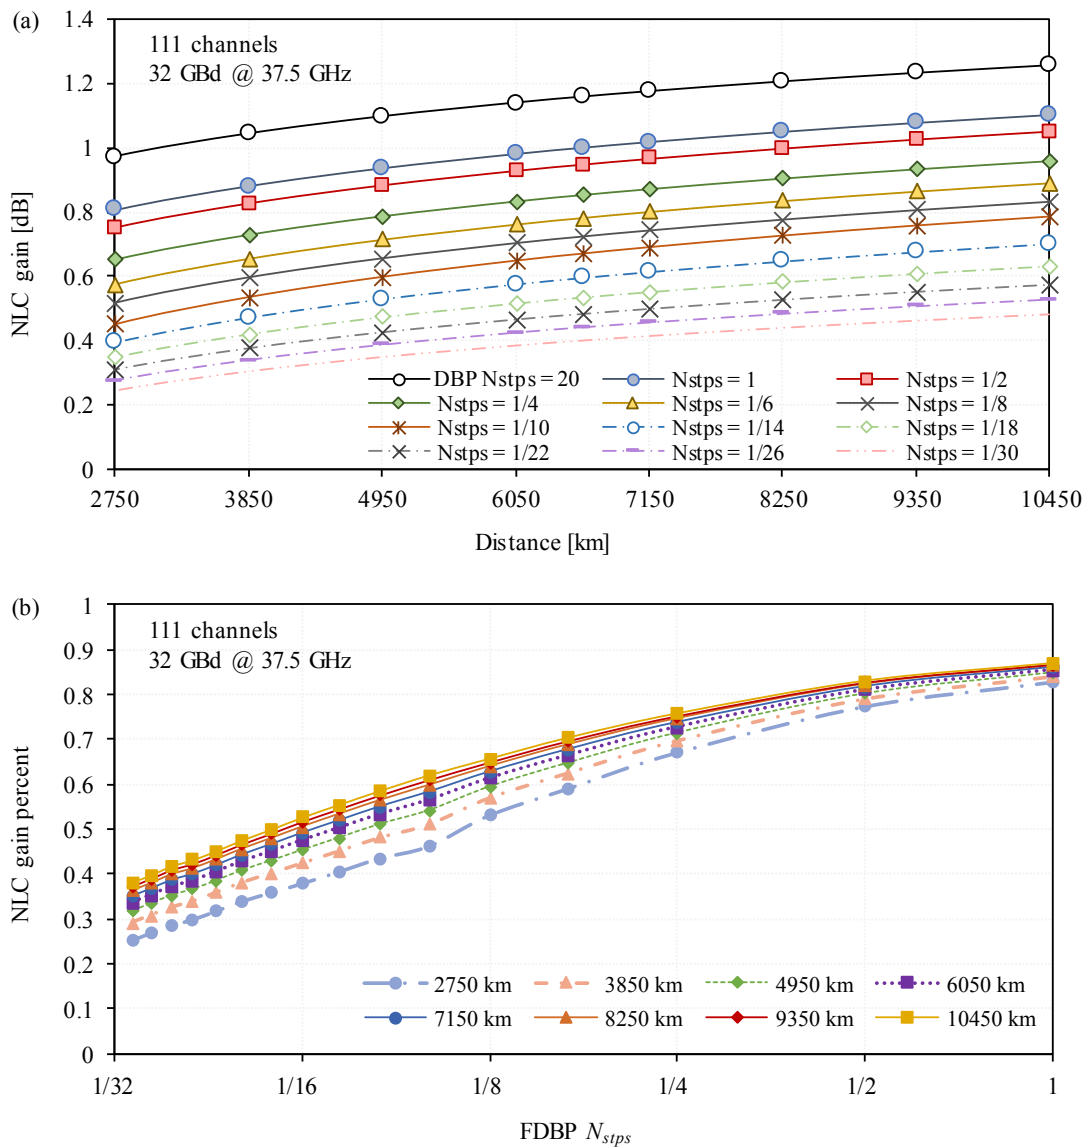 (a)
111 channels
32 GBd @ 37.5 GHz
1.4
1.2
1
0.8
0.6
0.4
0.2
0
NLC gain [dB]
DBP Nstps = 20 Nstps = 1 Nstps = 1/2
Nstps = 1/4 Nstps = 1/6 Nstps = 1/8
Nstps = 1/10 Nstps = 1/14 Nstps = 1/18
Nstps = 1/22 Nstps = 1/26 Nstps = 1/30
2750 3850 4950 6050 7150 8250 9350 10450
Distance [km]
(b)
111 channels
32 GBd @ 37.5 GHz
1
0.9
0.8
0.7
0.6
0.5
0.4
0.3
0.2
0.1
0
NLC gain percent
2750 km 3850 km 4950 km 6050 km
7150 km 8250 km 9350 km 10450 km
1/32 1/16 1/8 1/4 1/2 1
FDBP Nstps